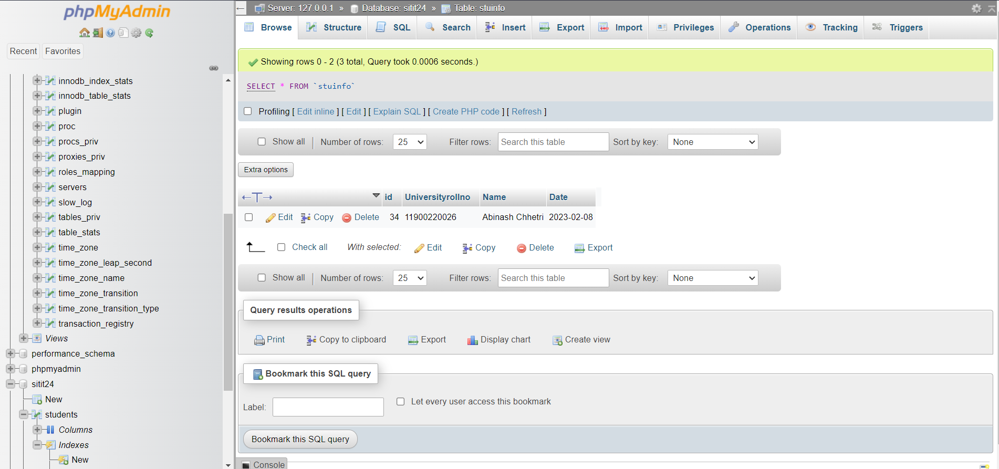 phpMyAdmin
Recent Favorites
innodb_index_stats
innodb_table_stats
plugin
proc
procs_priv
proxies_priv
roles_mapping
servers
slow_log
tables_priv
table_stats
time_zone
time_zone_leap_second
time_zone_name
time_zone_transition
time_zone_transition_type
transaction_registry
Views
performance_schema
phpmyadmin
sitit24
New
students
Columns
Indexes
New
Server: 127.0.0.1 » Database: sitit24 » Table: stuinfo
Browse Structure SQL Search Insert Export Import Privileges Operations Tracking Triggers
Showing rows 0 - 2 (3 total, Query took 0.0006 seconds.)
SELECT * FROM `stuinfo`
Profiling [ Edit inline ] [ Edit ] [ Explain SQL ] [ Create PHP code ] [ Refresh ]
Show all | Number of rows: 25 Filter rows: Search this table Sort by key: None
Extra options
←T→ id Universityrollno Name Date
Edit Copy Delete 34 11900220026 Abinash Chhetri 2023-02-08
Check all With selected: Edit Copy Delete Export
Show all | Number of rows: 25 Filter rows: Search this table Sort by key: None
Query results operations
Print Copy to clipboard Export Display chart Create view
Bookmark this SQL query
Label: Let every user access this bookmark
Bookmark this SQL query
Console